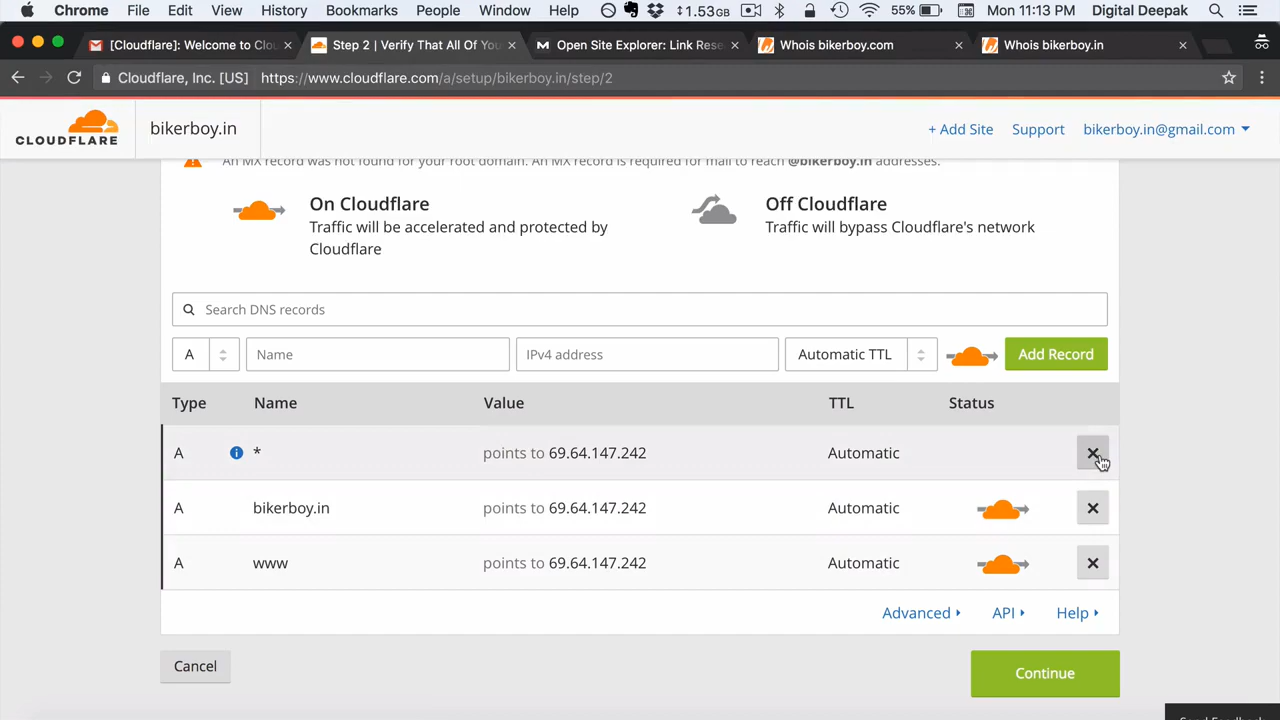 Chrome File Edit View History Bookmarks People Window Help 1.53GB 55% Mon 11:13 PM Digital Deepak
[Cloudflare]: Welcome to Clou Step 2 | Verify That All Of You Open Site Explorer: Link Rese Whois bikerboy.com Whois bikerboy.in
Cloudflare, Inc. [US] https://www.cloudflare.com/a/setup/bikerboy.in/step/2
CLOUDFLARE bikerboy.in + Add Site Support bikerboy.in@gmail.com
An MX record was not found for your root domain. An MX record is required for mail to reach @bikerboy.in addresses.
On Cloudflare
Traffic will be accelerated and protected by
Cloudflare
Off Cloudflare
Traffic will bypass Cloudflare's network
Search DNS records
A Name IPv4 address Automatic TTL Add Record
Type Name Value TTL Status
A * points to 69.64.147.242 Automatic
A bikerboy.in points to 69.64.147.242 Automatic
A www points to 69.64.147.242 Automatic
Advanced API Help
Cancel Continue